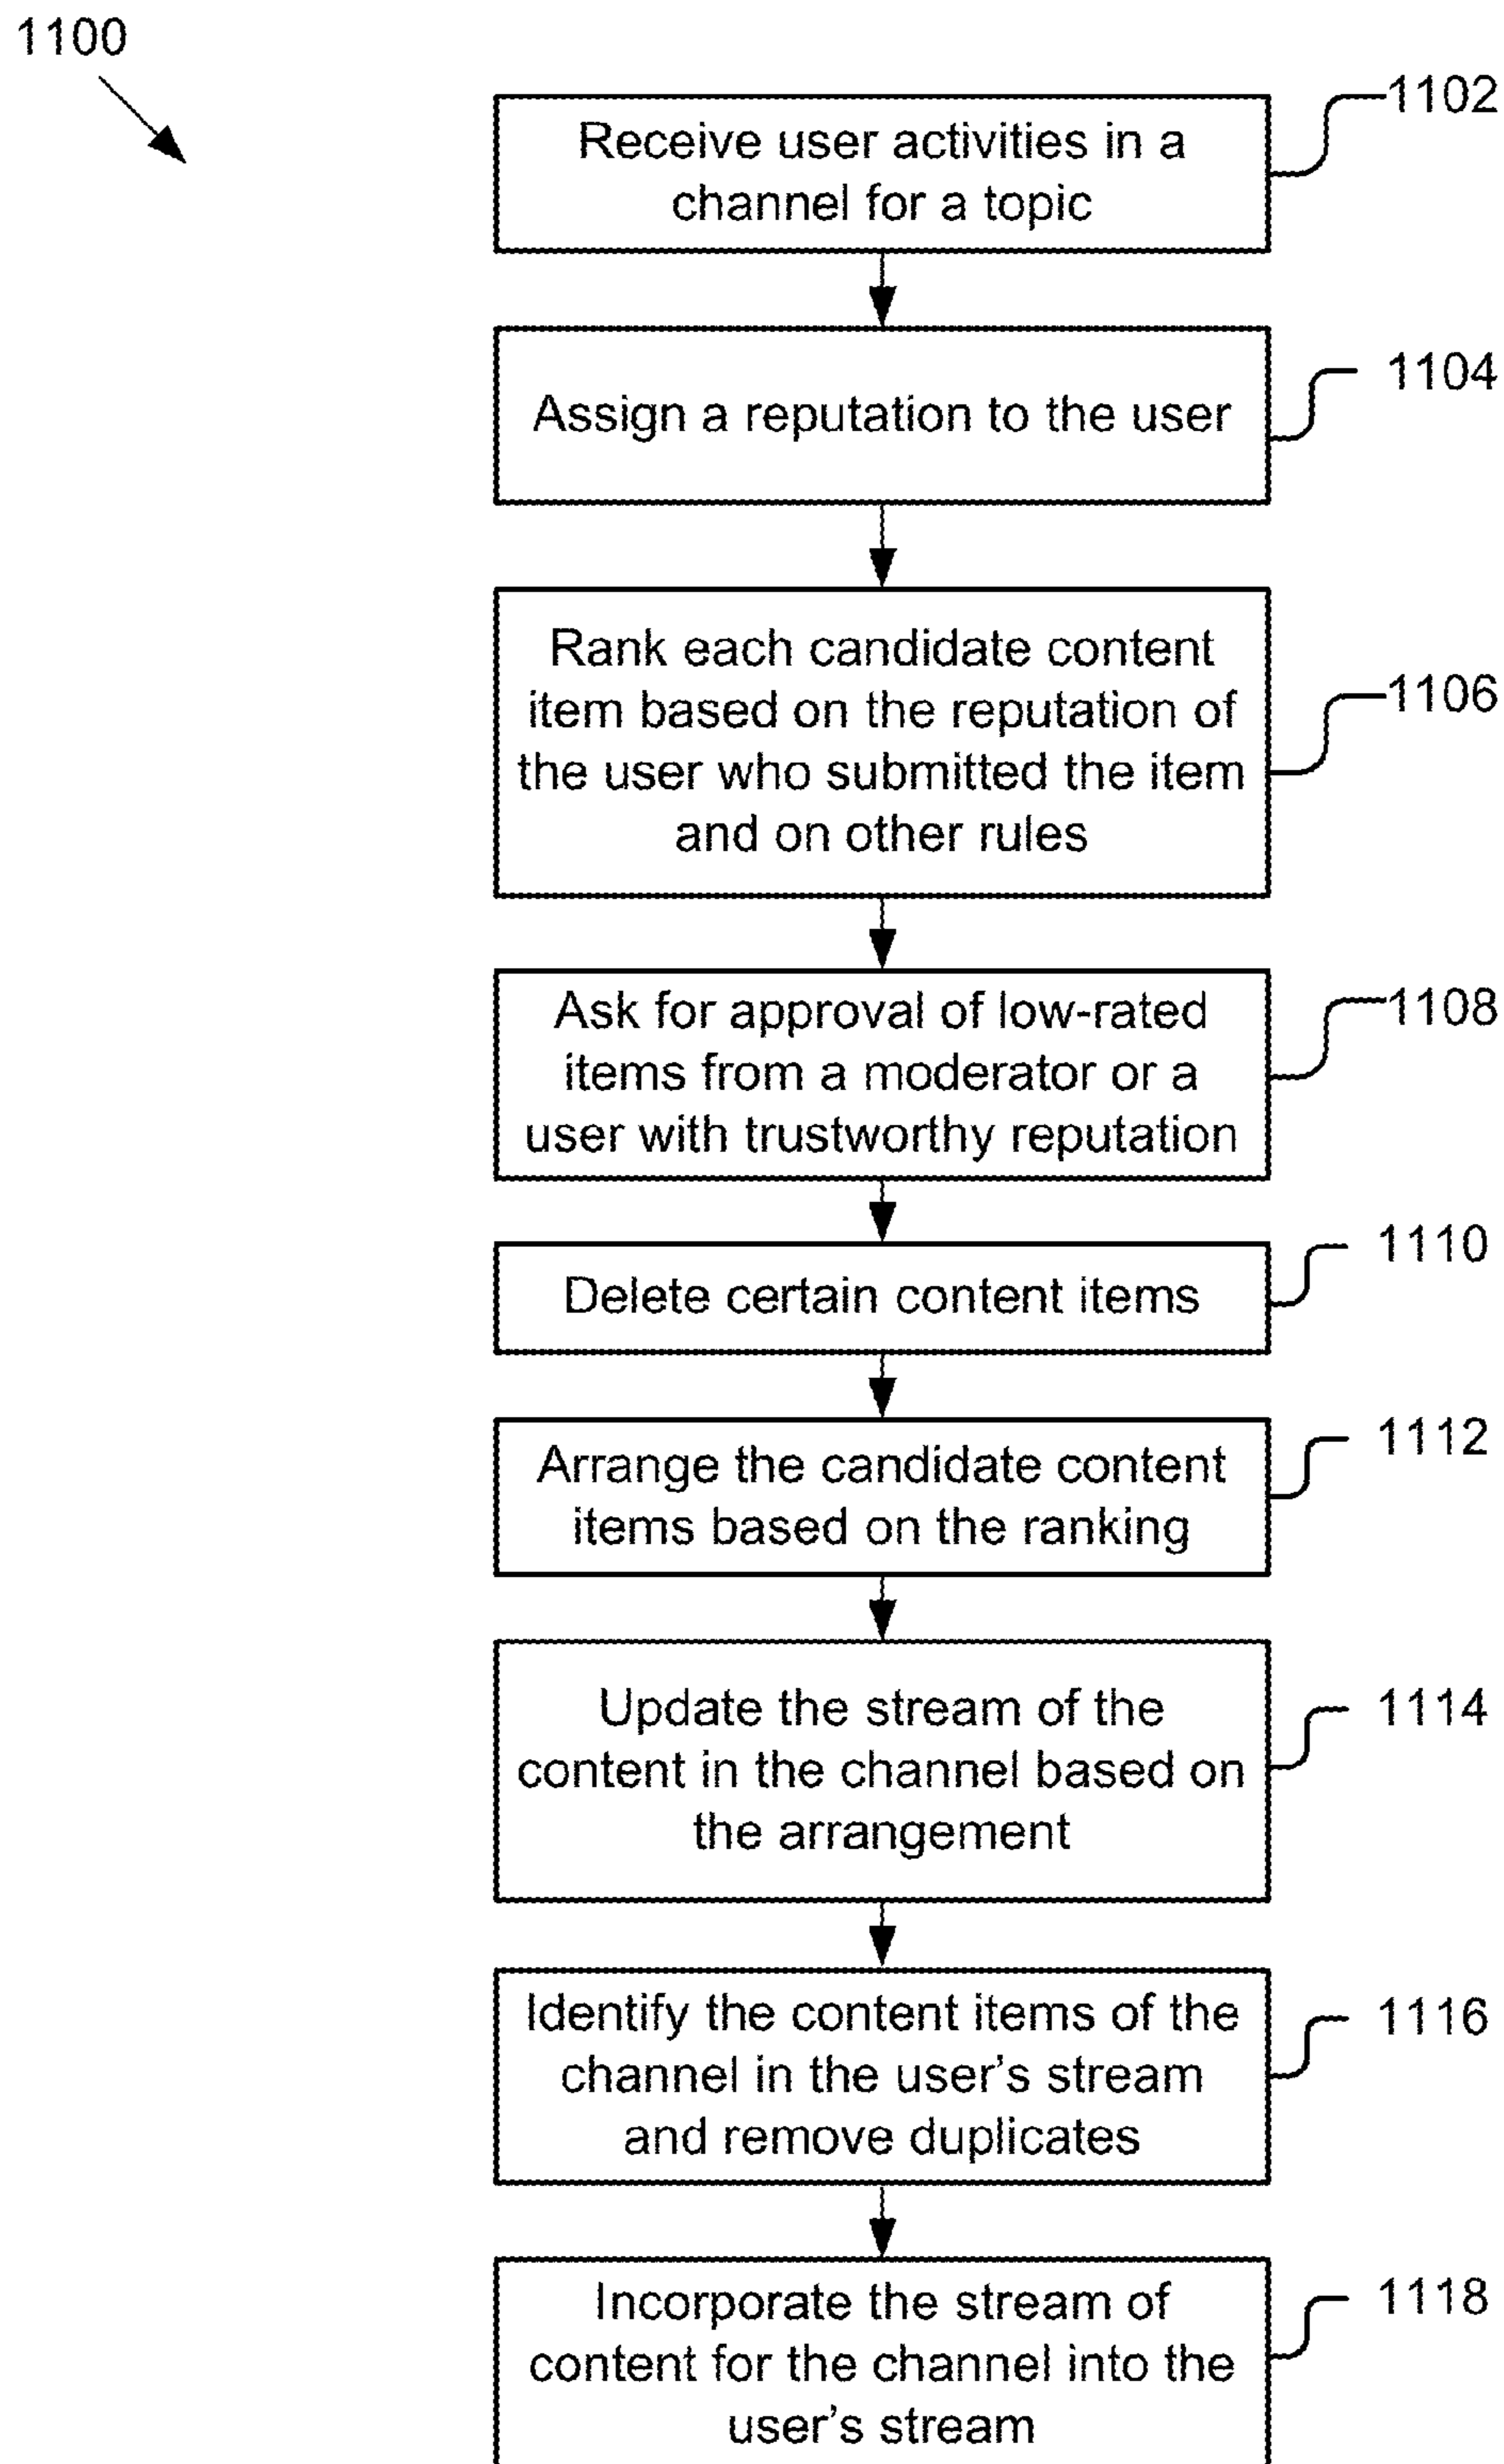 1100
1102
Receive user activities in a
channel for a topic
1104
Assign a reputation to the user
Rank each candidate content
item based on the reputation of
1106
the user who submitted the item
and on other rules
1108
Ask for approval of low-rated
items from a moderator or a
user with trustworthy reputation
1110
Delete certain content items
1112
Arrange the candidate content
items based on the ranking
1114
Update the stream of the
content in the channel based on
the arrangement
1116
Identify the content items of the
channel in the user's stream
and remove duplicates
1118
Incorporate the stream of
content for the channel into the
user's stream